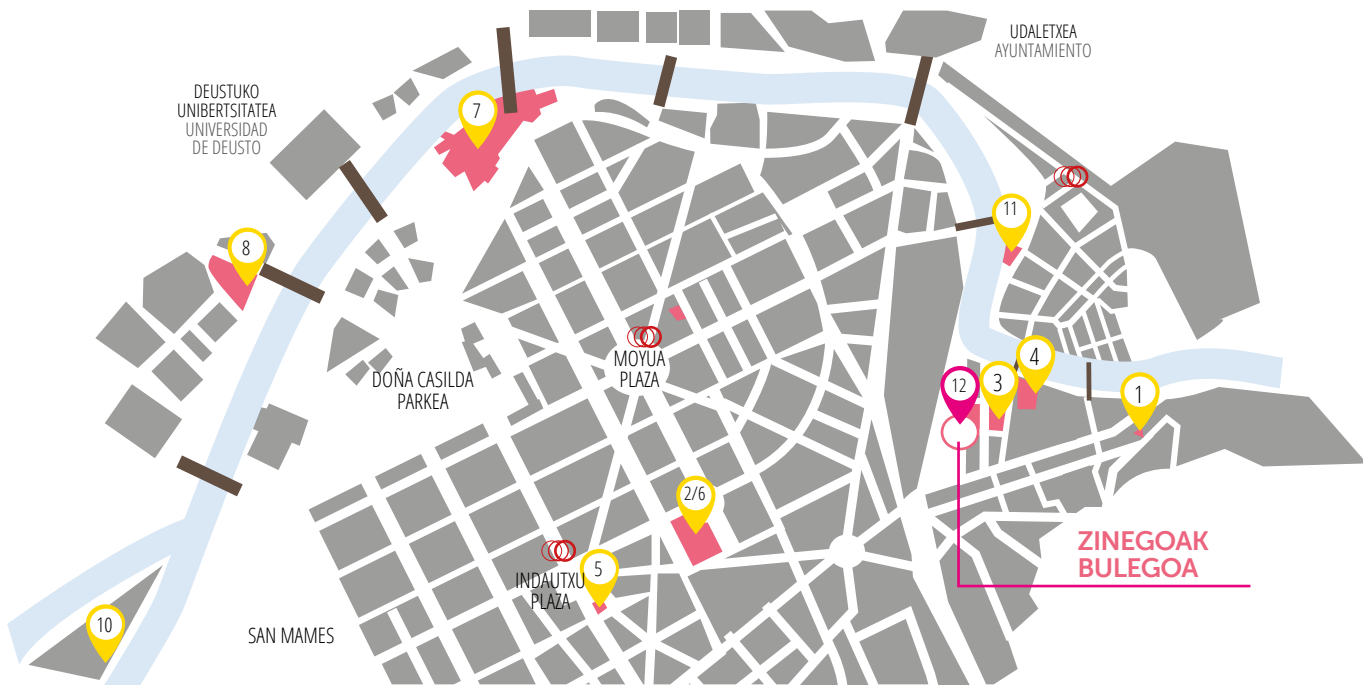 UDALETXEA
AYUNTAMIENTO
DEUSTUKO
UNIBERTSITATEA
UNIVERSIDAD
DE DEUSTO
7
11
8
MOYUA
PLAZA
4
3
12
1
DOÑA CASILDA
PARKEA
2/6
ZINEGOAK
BULEGOA
5
INDAUTXU
PLAZA
10
SAN MAMES